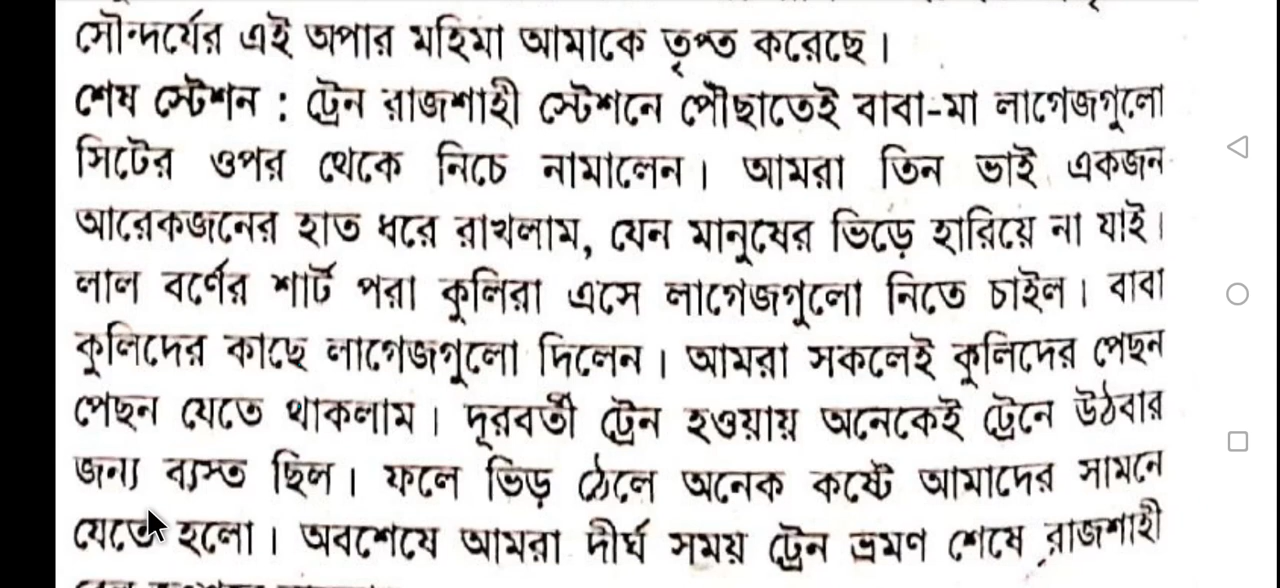 সৌন্দর্যের এই অপার মহিমা আমাকে তৃপ্ত করেছে।
শেষ স্টেশন : ট্রেন রাজশাহী স্টেশনে পৌঁছাতেই বাবা-মা লাগেজগুলো
সিটের ওপর থেকে নিচে নামালেন। আমরা তিন ভাই একজন
আরেকজনের হাত ধরে রাখলাম, যেন মানুষের ভিড়ে হারিয়ে না যাই।
লাল বর্ণের শার্ট পরা কুলিরা এসে লাগেজগুলো নিতে চাইল। বাবা
কুলিদের কাছে লাগেজগুলো দিলেন। আমরা সকলেই কুলিদের পেছন
পেছন যেতে থাকলাম। দূরবর্তী ট্রেন হওয়ায় অনেকেই ট্রেনে উঠবার
জন্য ব্যস্ত ছিল। ফলে ভিড় ঠেলে অনেক কষ্টে আমাদের সামনে
যেতে হলো। অবশেষে আমরা দীর্ঘ সময় ট্রেন ভ্রমণ শেষে রাজশাহী